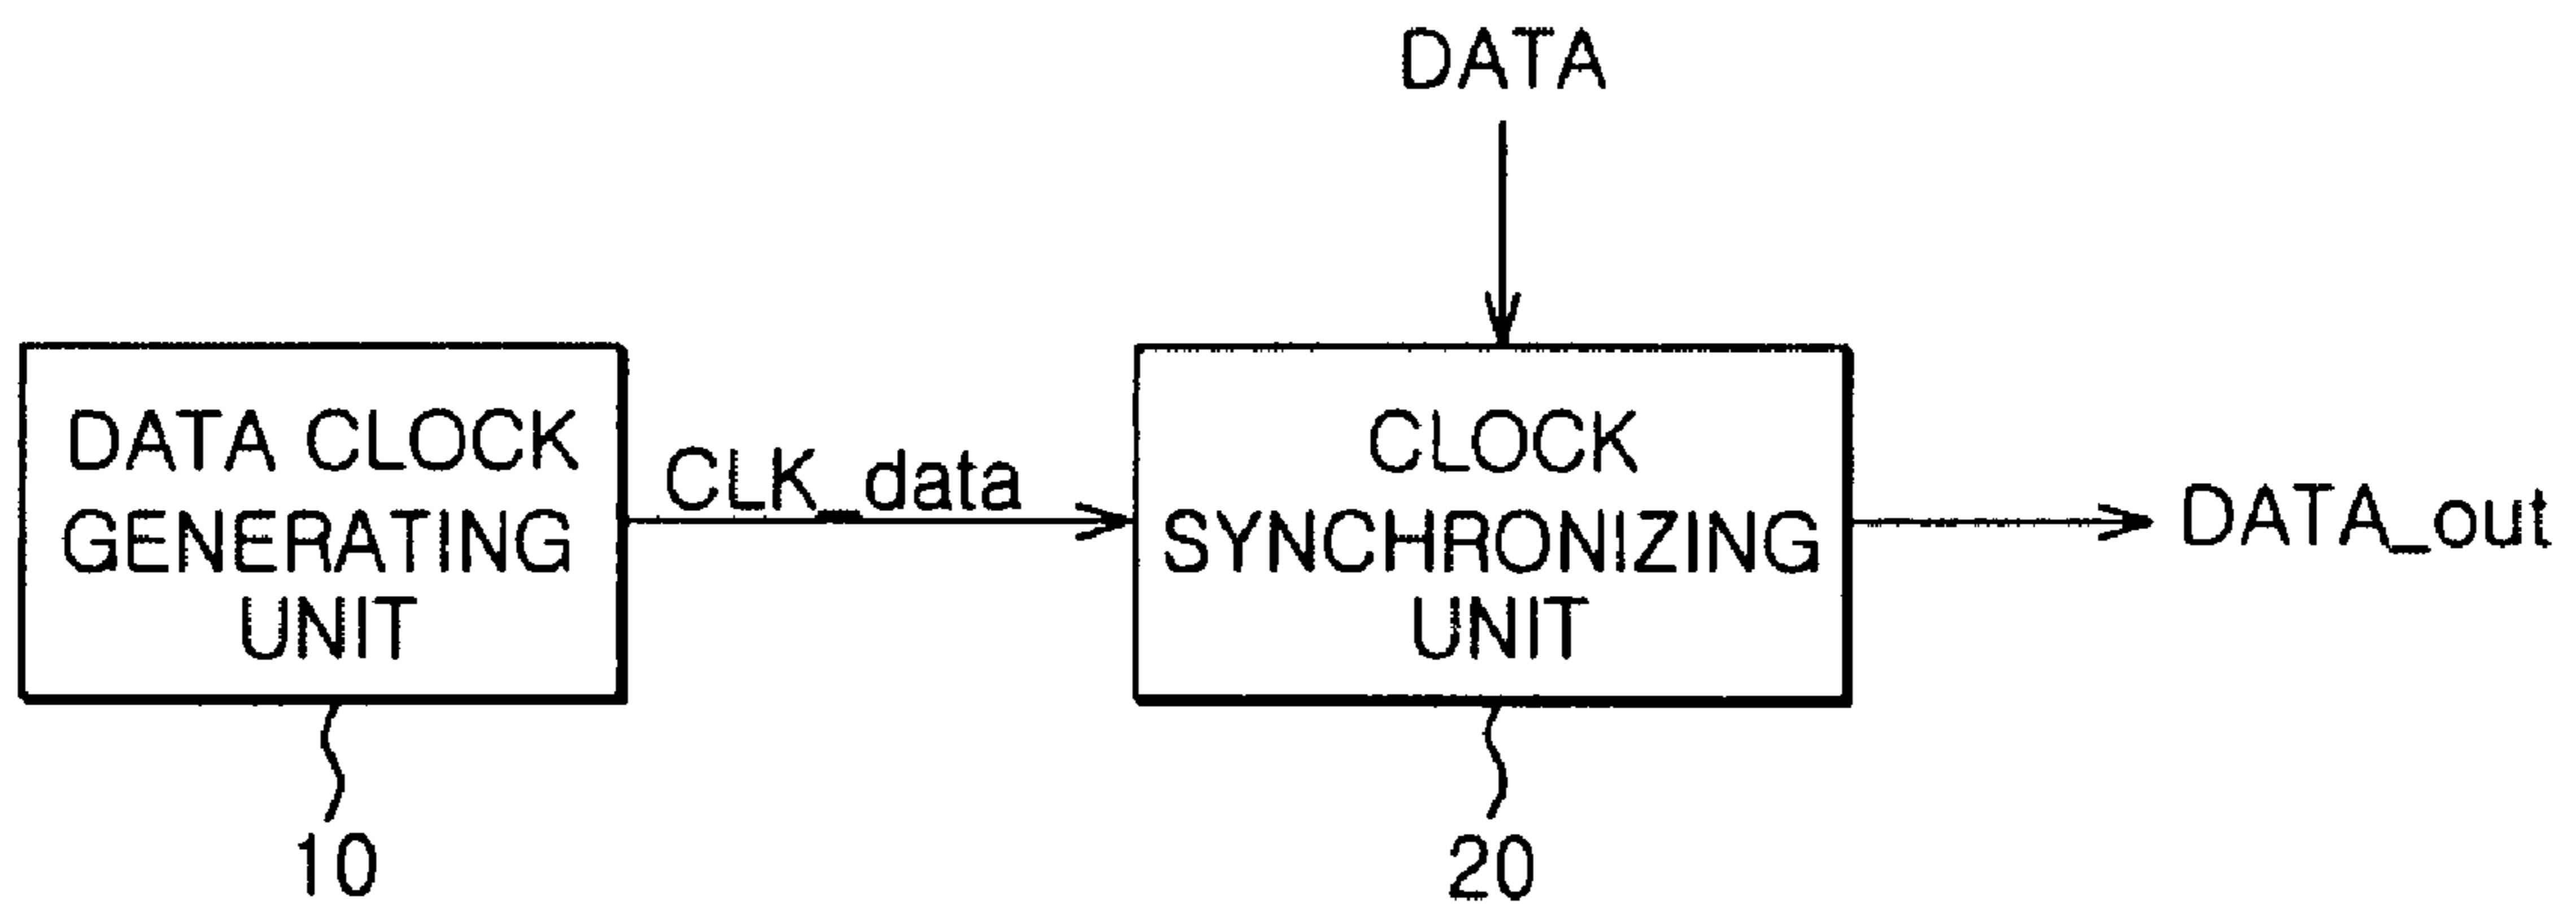 DATA
DATA CLOCK
GENERATING
UNIT
CLK_data
CLOCK
SYNCHRONIZING
UNIT
DATA_out
10
20